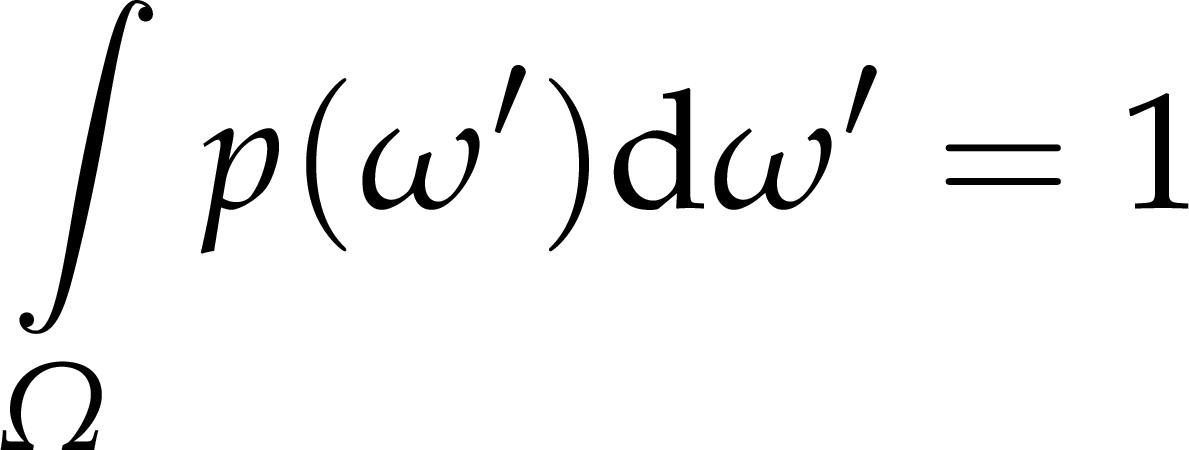 ∫ p(ω′)dω′ = 1
Ω